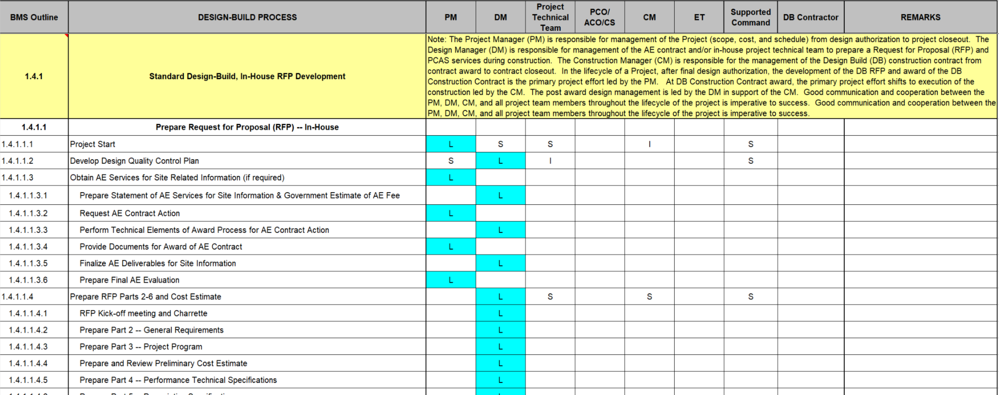 BMS Outline DESIGN-BUILD PROCESS PM DM Project Technical Team PCO/ ACO/CS CM ET Supported Command DB Contractor REMARKS
1.4.1 Standard Design-Build, In-House RFP Development
Note: The Project Manager (PM) is responsible for management of the Project (scope, cost, and schedule) from design authorization to project closeout. The
Design Manager (DM) is responsible for management of the AE contract and/or in-house project technical team to prepare a Request for Proposal (RFP) and
PCAS services during construction. The Construction Manager (CM) is responsible for the management of the Design Build (DB) construction contract from
contract award to contract closeout. In the lifecycle of a Project, after final design authorization, the development of the DB RFP and award of the DB
Construction Contract is the primary project effort led by the PM. At DB Construction Contract award, the primary project effort shifts to execution of the
construction led by the CM. The post award design management is led by the DM in support of the CM. Good communication and cooperation between the
PM, DM, CM, and all project team members throughout the lifecycle of the project is imperative to success. Good communication and cooperation between the
PM, DM, CM, and all project team members throughout the lifecycle of the project is imperative to success.
1.4.1.1 Prepare Request for Proposal (RFP) -- In-House
1.4.1.1.1 Project Start L S S I S
1.4.1.1.2 Develop Design Quality Control Plan S L I S
1.4.1.1.3 Obtain AE Services for Site Related Information (if required) L
1.4.1.1.3.1 Prepare Statement of AE Services for Site Information & Government Estimate of AE Fee L
1.4.1.1.3.2 Request AE Contract Action L
1.4.1.1.3.3 Perform Technical Elements of Award Process for AE Contract Action L
1.4.1.1.3.4 Provide Documents for Award of AE Contract L
1.4.1.1.3.5 Finalize AE Deliverables for Site Information L
1.4.1.1.3.6 Prepare Final AE Evaluation L
1.4.1.1.4 Prepare RFP Parts 2-6 and Cost Estimate L S S S
1.4.1.1.4.1 RFP Kick-off meeting and Charrette L
1.4.1.1.4.2 Prepare Part 2 -- General Requirements L
1.4.1.1.4.3 Prepare Part 3 -- Project Program L
1.4.1.1.4.4 Prepare and Review Preliminary Cost Estimate L
1.4.1.1.4.5 Prepare Part 4 -- Performance Technical Specifications L